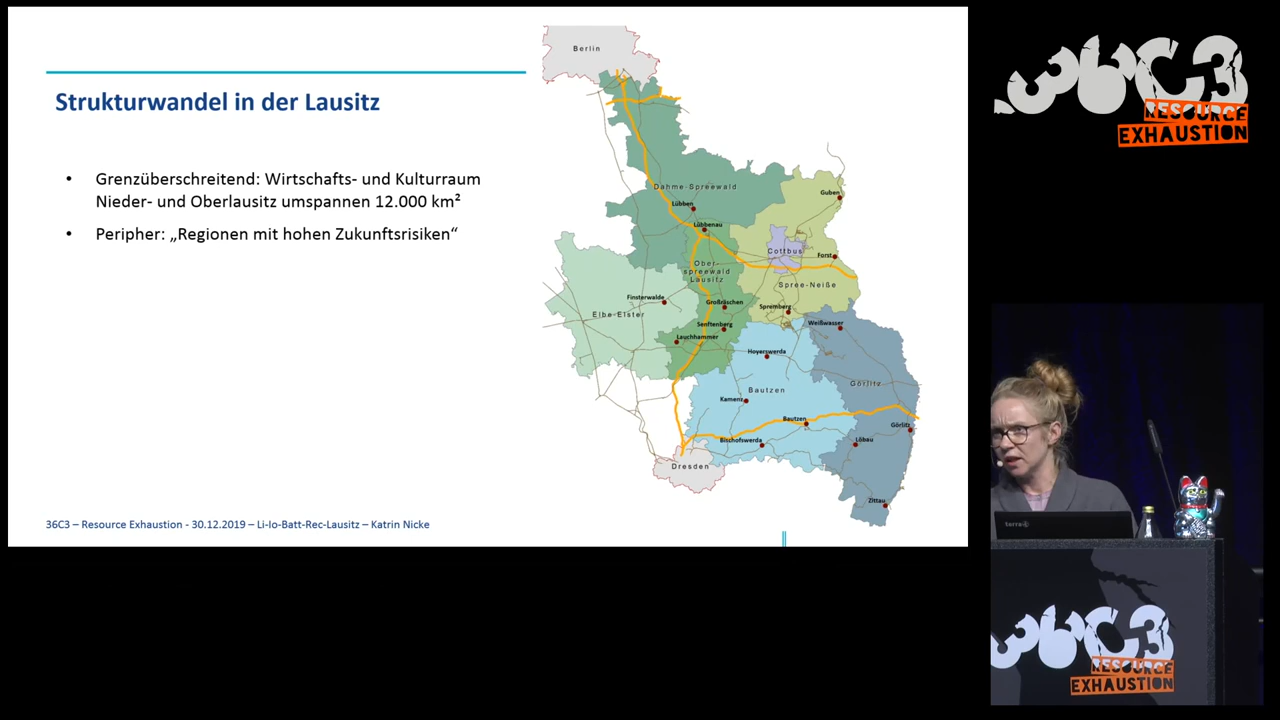 Strukturwandel in der Lausitz
• Grenzüberschreitend: Wirtschafts- und Kulturraum
Nieder- und Oberlausitz umspannen 12.000 km²
• Peripher: „Regionen mit hohen Zukunftsrisiken“
Berlin
Dahme-Spreewald
Guben
Lübben
Lübbenau
Cottbus
Forst
Ober-
spreewald
Lausitz
Spree-Neiße
Finsterwalde
Großräschen
Spremberg
Elbe-Elster
Senftenberg
Weißwasser
Lauchhammer
Hoyerswerda
Görlitz
Bautzen
Kamenz
Bautzen
Görlitz
Bischofswerda
Löbau
Dresden
Zittau
36C3 – Resource Exhaustion - 30.12.2019 – Li-Io-Batt-Rec-Lausitz – Katrin Nicke
36C3
RESOURCE
EXHAUSTION
terra
36C3
RESOURCE
EXHAUSTION